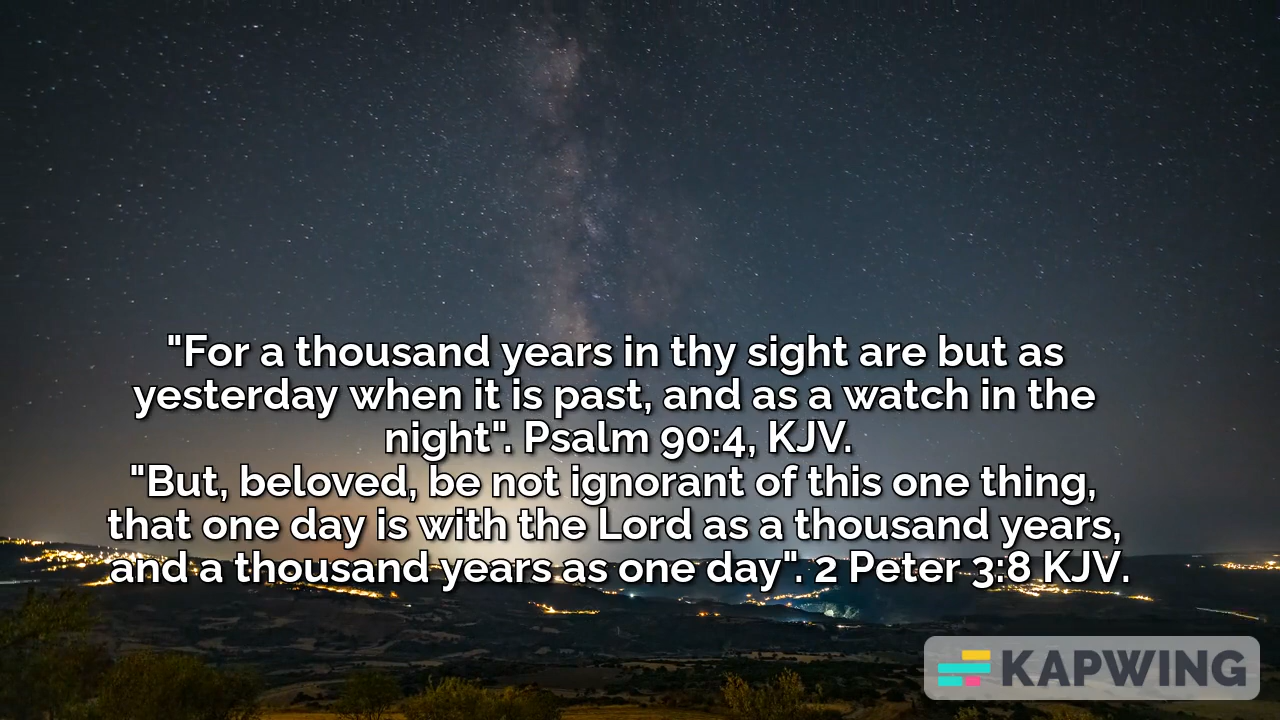 "For a thousand years in thy sight are but as
yesterday when it is past, and as a watch in the
night". Psalm 90:4, KJV.
"But, beloved, be not ignorant of this one thing,
that one day is with the Lord as a thousand years,
and a thousand years as one day". 2 Peter 3:8 KJV.
KAPWING